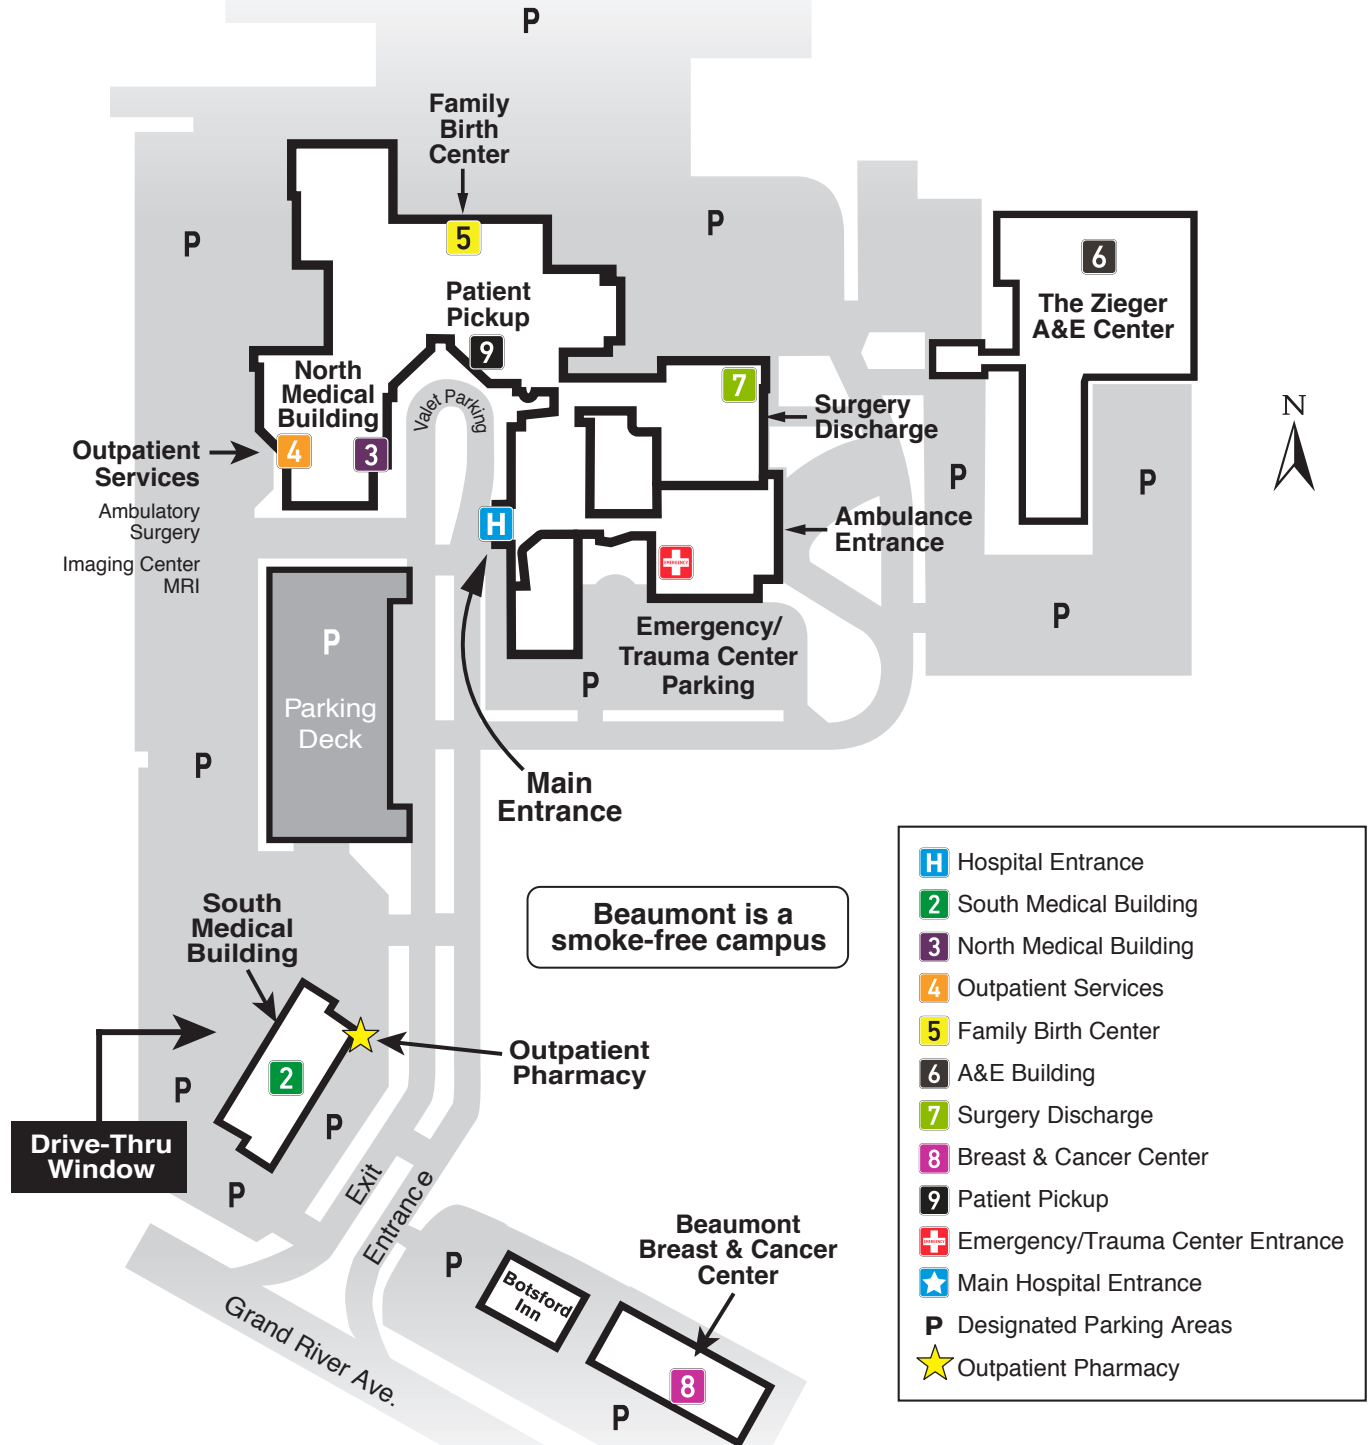 P
Family
Birth
Center
5
P
P
6
The Zieger
A&E Center
Patient
Pickup
9
North
Medical
Building
Valet Parking
7
Surgery
Discharge
N
Outpatient
Services
4
3
Ambulatory
Surgery
Imaging Center
MRI
P
P
H
Ambulance
Entrance
EMERGENCY
P
Emergency/
Trauma Center
Parking
P
P
Parking
Deck
P
Main
Entrance
Beaumont is a
smoke-free campus
South
Medical
Building
Outpatient
Pharmacy
2
P
P
Drive-Thru
Window
P
Exit
Entrance
Grand River Ave.
P
Botsford
Inn
Beaumont
Breast & Cancer
Center
8
P
H Hospital Entrance
2 South Medical Building
3 North Medical Building
4 Outpatient Services
5 Family Birth Center
6 A&E Building
7 Surgery Discharge
8 Breast & Cancer Center
9 Patient Pickup
EMERGENCY Emergency/Trauma Center Entrance
Main Hospital Entrance
P Designated Parking Areas
Outpatient Pharmacy